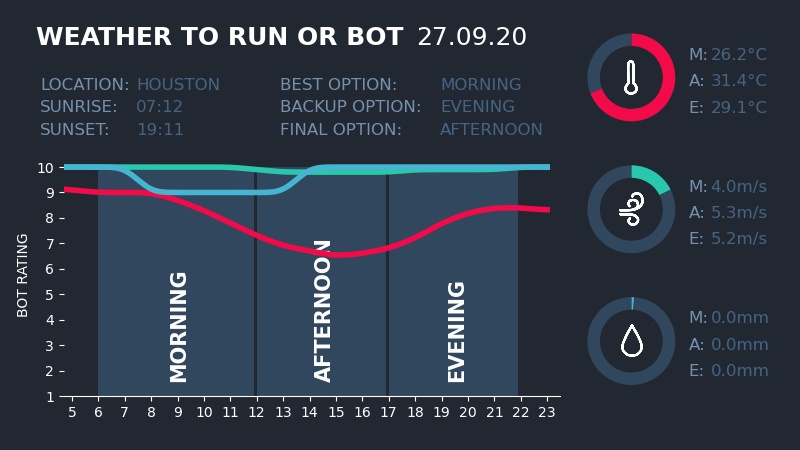 WEATHER TO RUN OR BOT 27.09.20
LOCATION: HOUSTON
SUNRISE: 07:12
SUNSET: 19:11
BEST OPTION: MORNING
BACKUP OPTION: EVENING
FINAL OPTION: AFTERNOON
M: 26.2°C
A: 31.4°C
E: 29.1°C
M: 4.0m/s
A: 5.3m/s
E: 5.2m/s
M: 0.0mm
A: 0.0mm
E: 0.0mm
BOT RATING
10
9
8
7
6
5
4
3
2
1
MORNING
AFTERNOON
EVENING
5 6 7 8 9 10 11 12 13 14 15 16 17 18 19 20 21 22 23